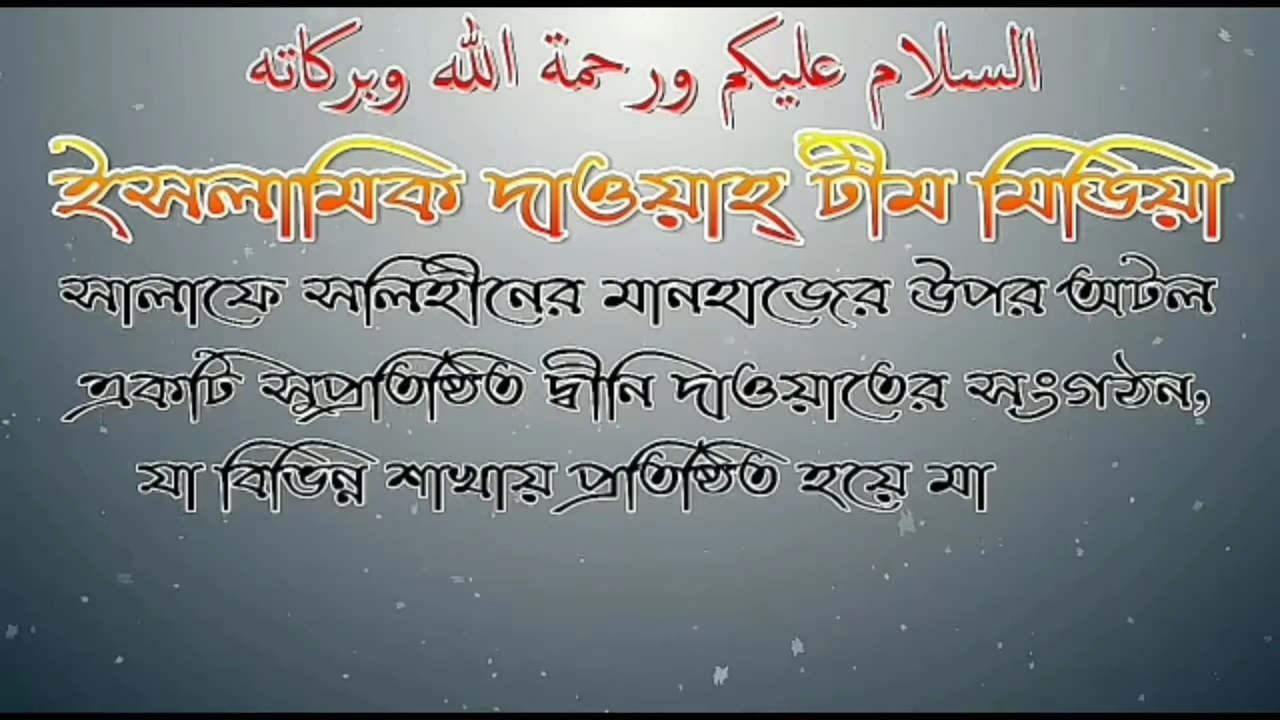 السلام عليكم ورحمة الله وبركاته
ইসলামিক দাওয়াহ্ টীম মিডিয়া
সালাফে সলিহীনের মানহাজের উপর অটল
একটি সুপ্রতিষ্ঠিত দ্বীনি দাওয়াতের সংগঠন,
যা বিভিন্ন শাখায় প্রতিষ্ঠিত হয়ে মা